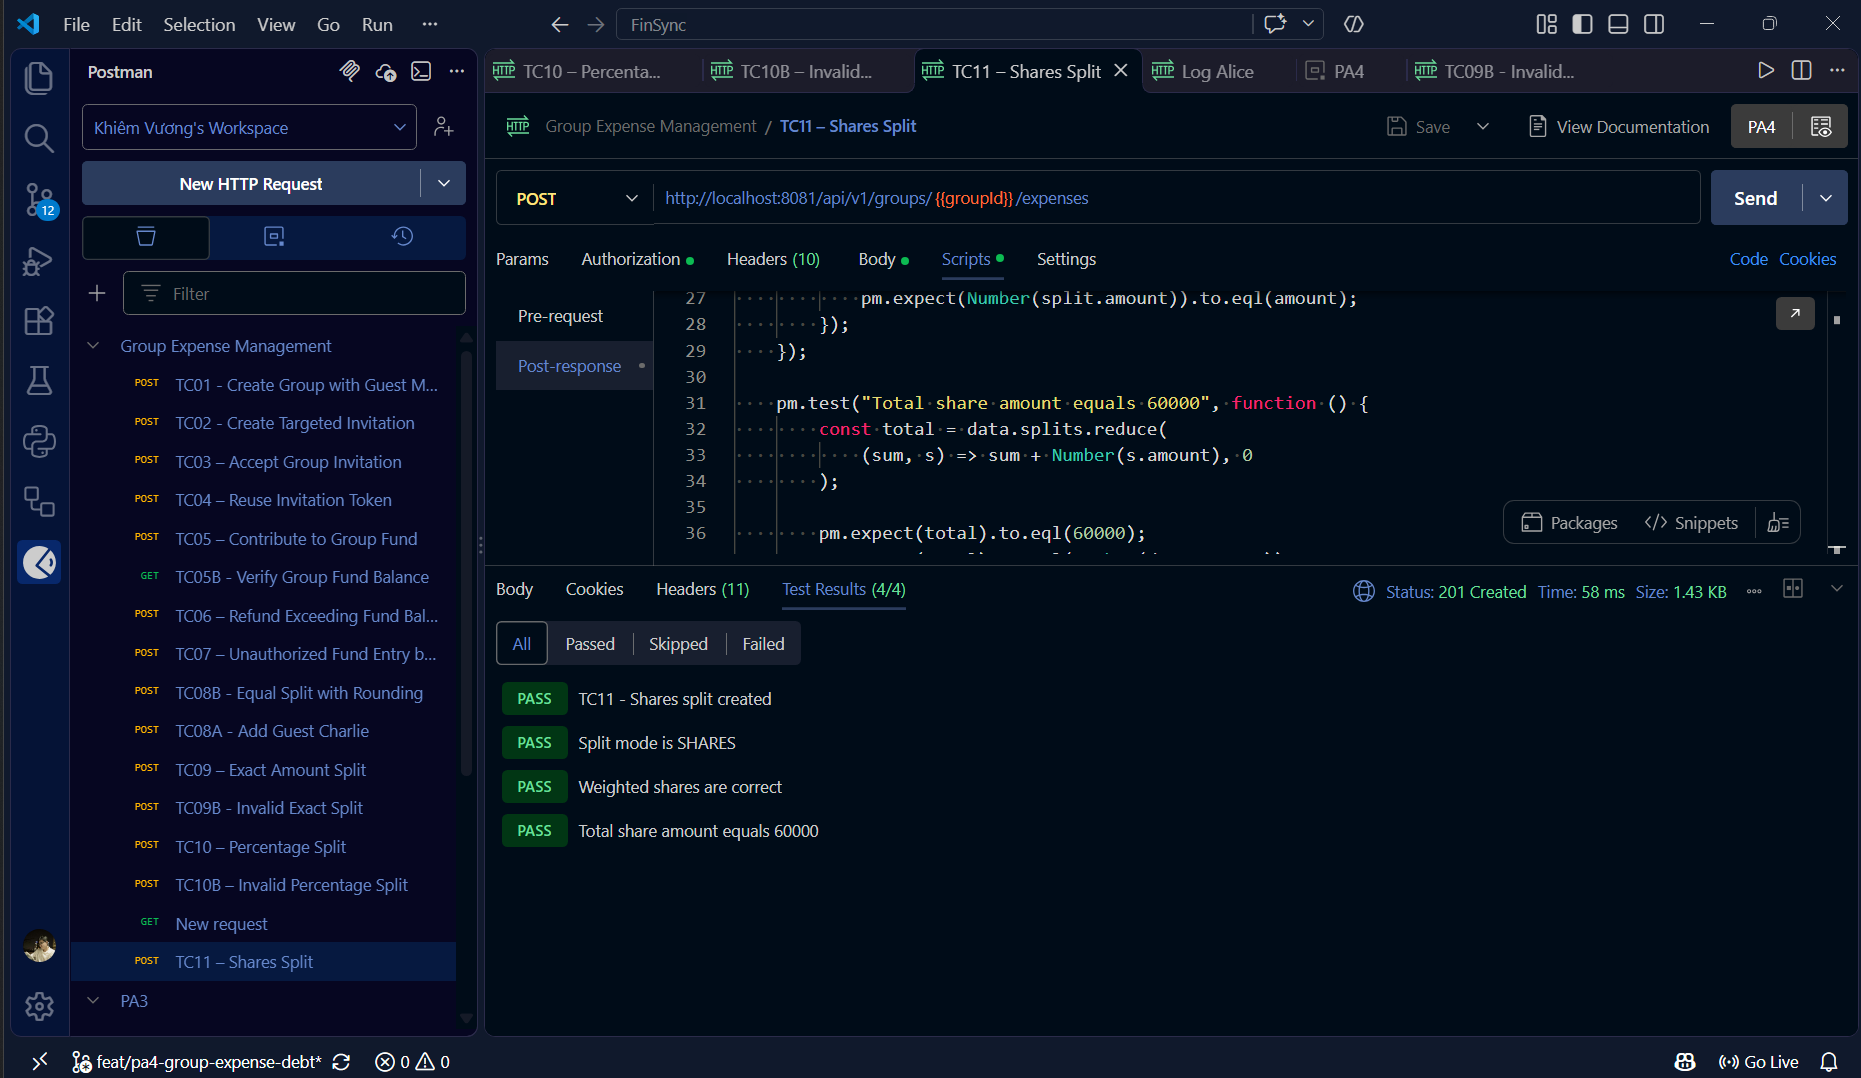 File Edit Selection View Go Run ···
FinSync
Postman
Khiêm Vương's Workspace
New HTTP Request
12
Filter
Group Expense Management
POST TC01 - Create Group with Guest M...
POST TC02 - Create Targeted Invitation
POST TC03 – Accept Group Invitation
POST TC04 – Reuse Invitation Token
POST TC05 – Contribute to Group Fund
GET TC05B - Verify Group Fund Balance
POST TC06 – Refund Exceeding Fund Bal...
POST TC07 – Unauthorized Fund Entry b...
POST TC08B - Equal Split with Rounding
POST TC08A - Add Guest Charlie
POST TC09 – Exact Amount Split
POST TC09B - Invalid Exact Split
POST TC10 – Percentage Split
POST TC10B – Invalid Percentage Split
GET New request
POST TC11 – Shares Split
PA3
HTTP TC10 – Percenta...
HTTP TC10B – Invalid...
HTTP TC11 – Shares Split
HTTP Log Alice
PA4
HTTP TC09B - Invalid...
HTTP Group Expense Management / TC11 – Shares Split
Save
View Documentation
PA4
POST
http://localhost:8081/api/v1/groups/{{groupId}}/expenses
Send
Params Authorization Headers (10) Body Scripts Settings
Code Cookies
Pre-request
Post-response
27 pm.expect(Number(split.amount)).to.eql(amount);
28 });
29 });
30
31 pm.test("Total share amount equals 60000", function () {
32 const total = data.splits.reduce(
33 (sum, s) => sum + Number(s.amount), 0
34 );
35
36 pm.expect(total).to.eql(60000);
Packages </> Snippets
Body Cookies Headers (11) Test Results (4/4)
Status: 201 Created Time: 58 ms Size: 1.43 KB
All Passed Skipped Failed
PASS TC11 - Shares split created
PASS Split mode is SHARES
PASS Weighted shares are correct
PASS Total share amount equals 60000
feat/pa4-group-expense-debt* 0 0
Go Live